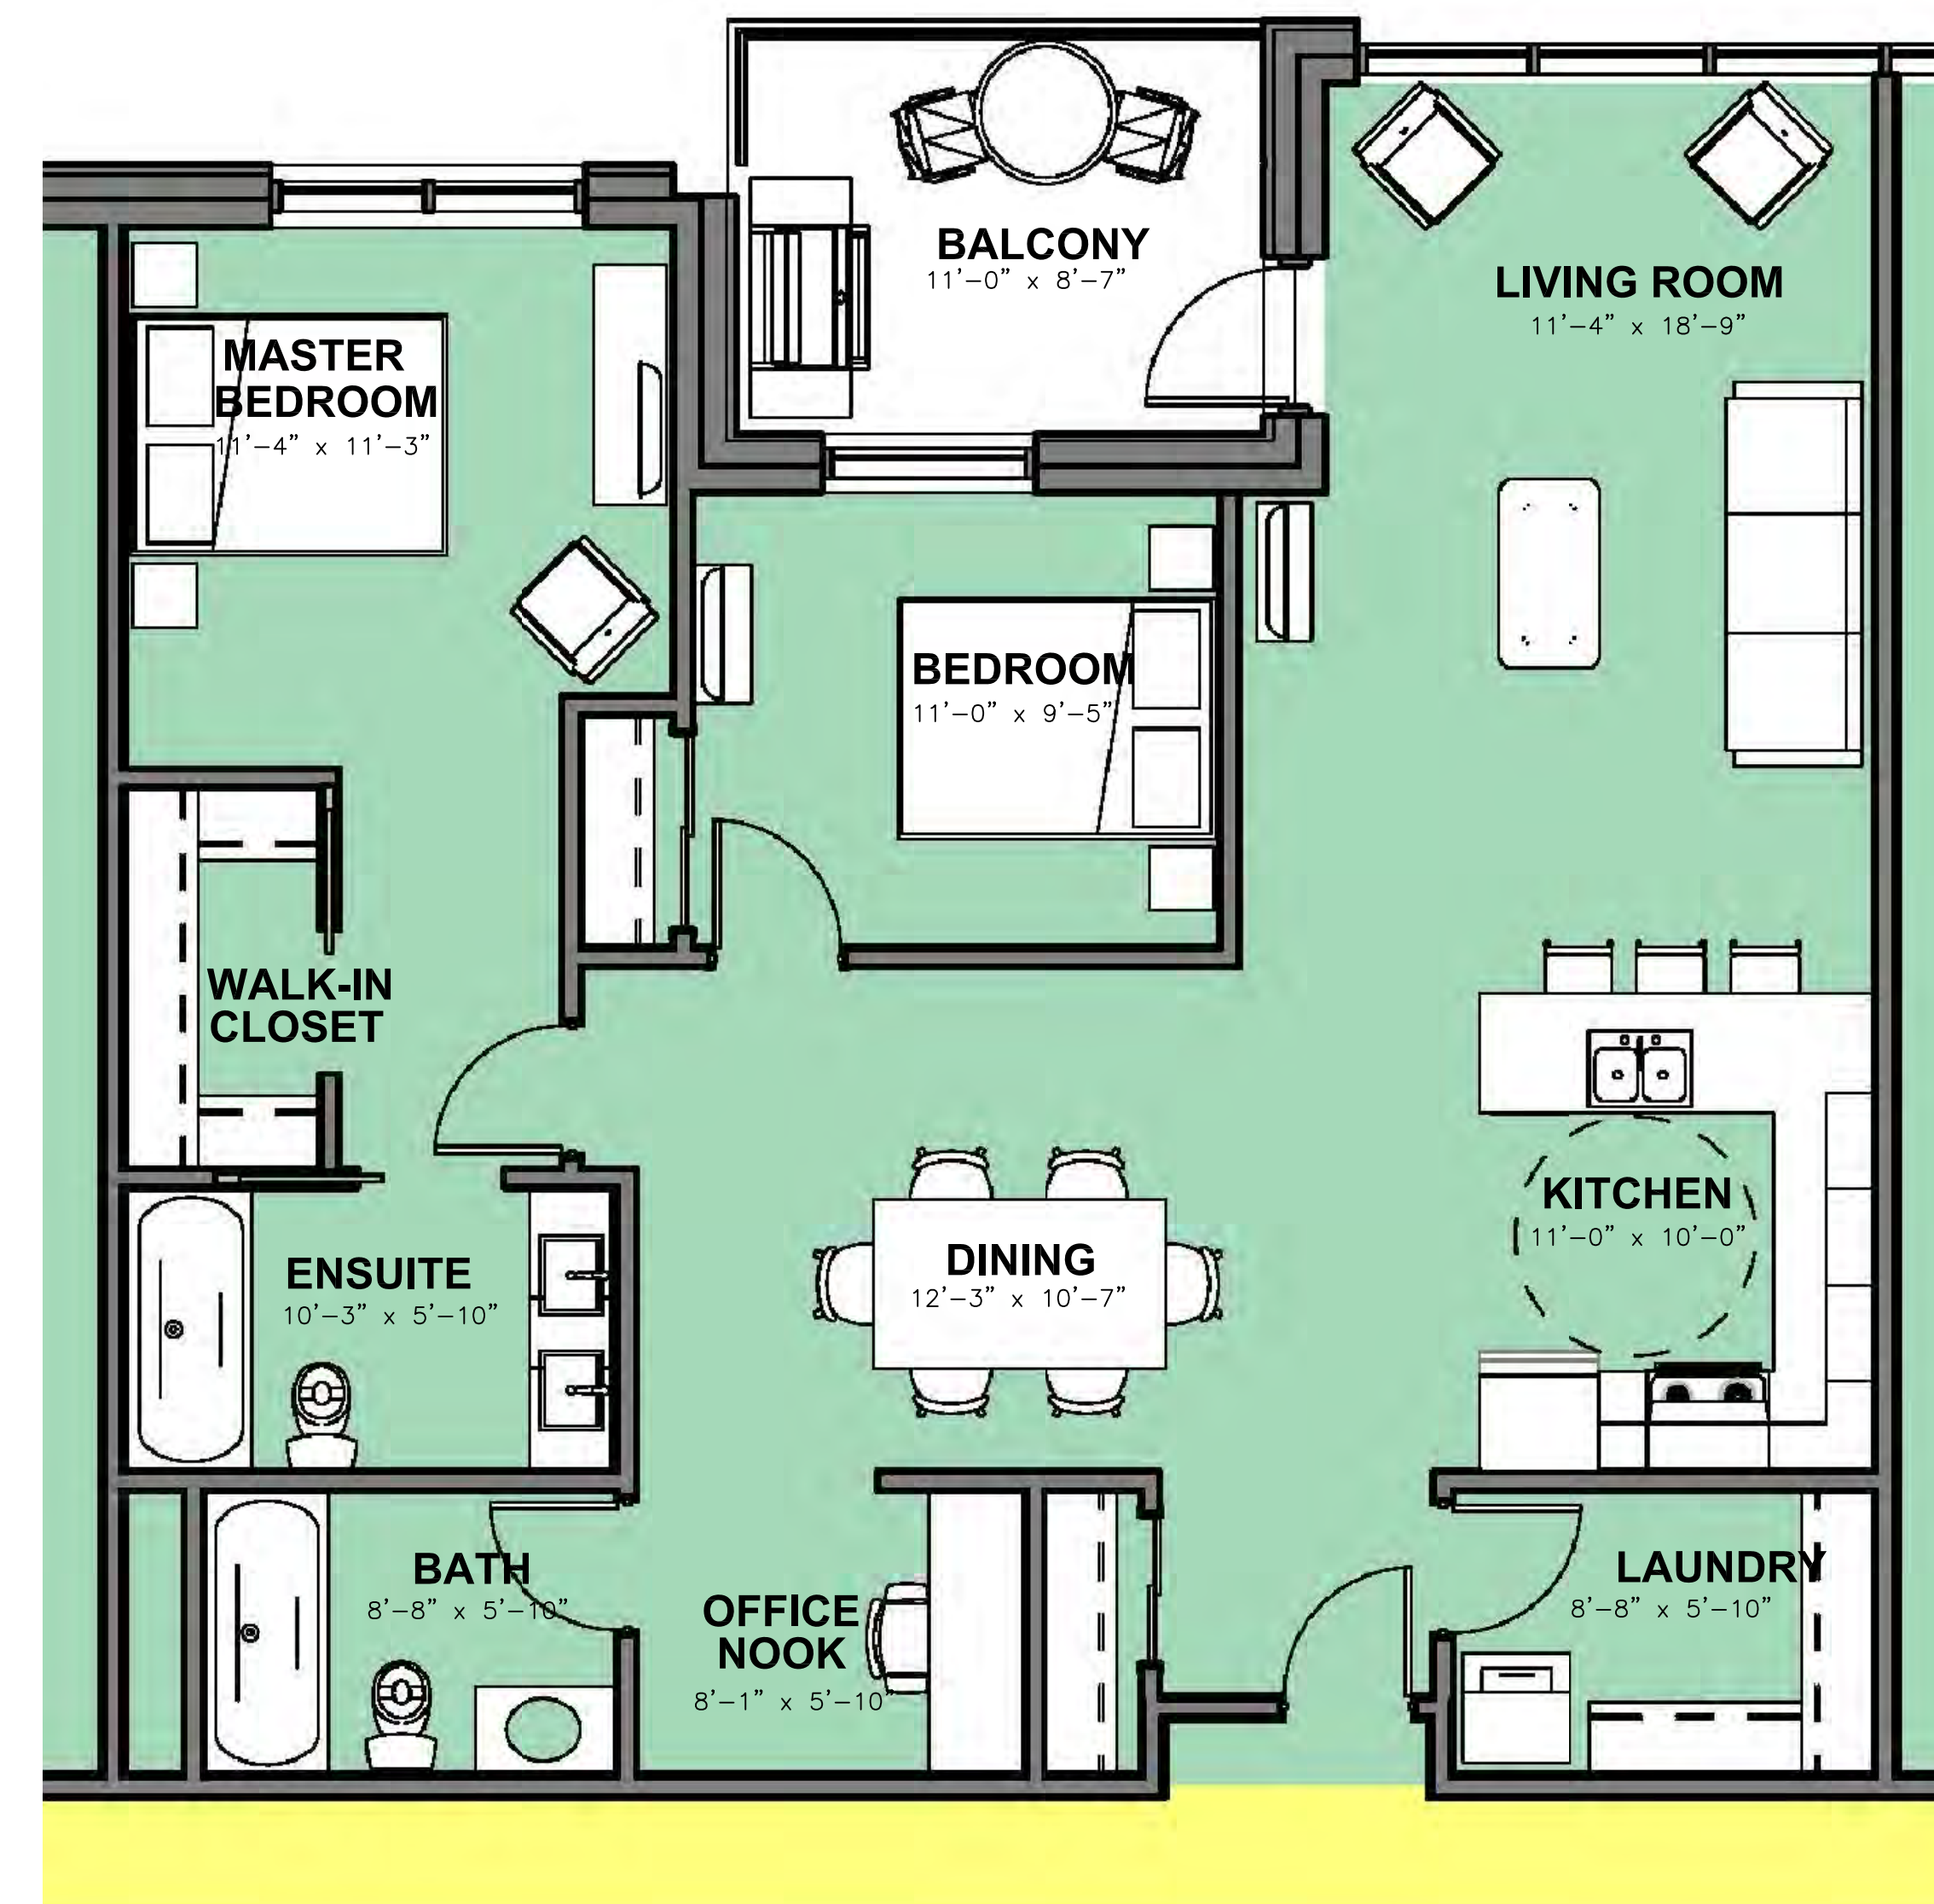 BALCONY
11'-0" x 8'-7"
LIVING ROOM
11'-4" x 18'-9"
MASTER
BEDROOM
11'-4" x 11'-3"
BEDROOM
11'-0" x 9'-5"
WALK-IN
CLOSET
KITCHEN
11'-0" x 10'-0"
ENSUITE
10'-3" x 5'-10"
DINING
12'-3" x 10'-7"
BATH
8'-8" x 5'-10"
OFFICE
NOOK
8'-1" x 5'-10"
LAUNDRY
8'-8" x 5'-10"